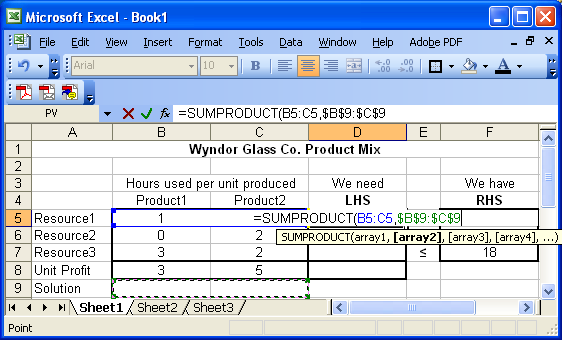 Microsoft Excel - Book1
File Edit View Insert Format Tools Data Window Help Adobe PDF
Arial 10 B
PV fx =SUMPRODUCT(B5:C5,$B$9:$C$9
A B C D E F
1 Wyndor Glass Co. Product Mix
2
3 Hours used per unit produced We need We have
4 Product1 Product2 LHS RHS
5 Resource1 1 =SUMPRODUCT(B5:C5,$B$9:$C$9
6 Resource2 0 2
SUMPRODUCT(array1, [array2], [array3], [array4], ...)
7 Resource3 3 2 ≤ 18
8 Unit Profit 3 5
9 Solution
Sheet1 Sheet2 Sheet3
Point